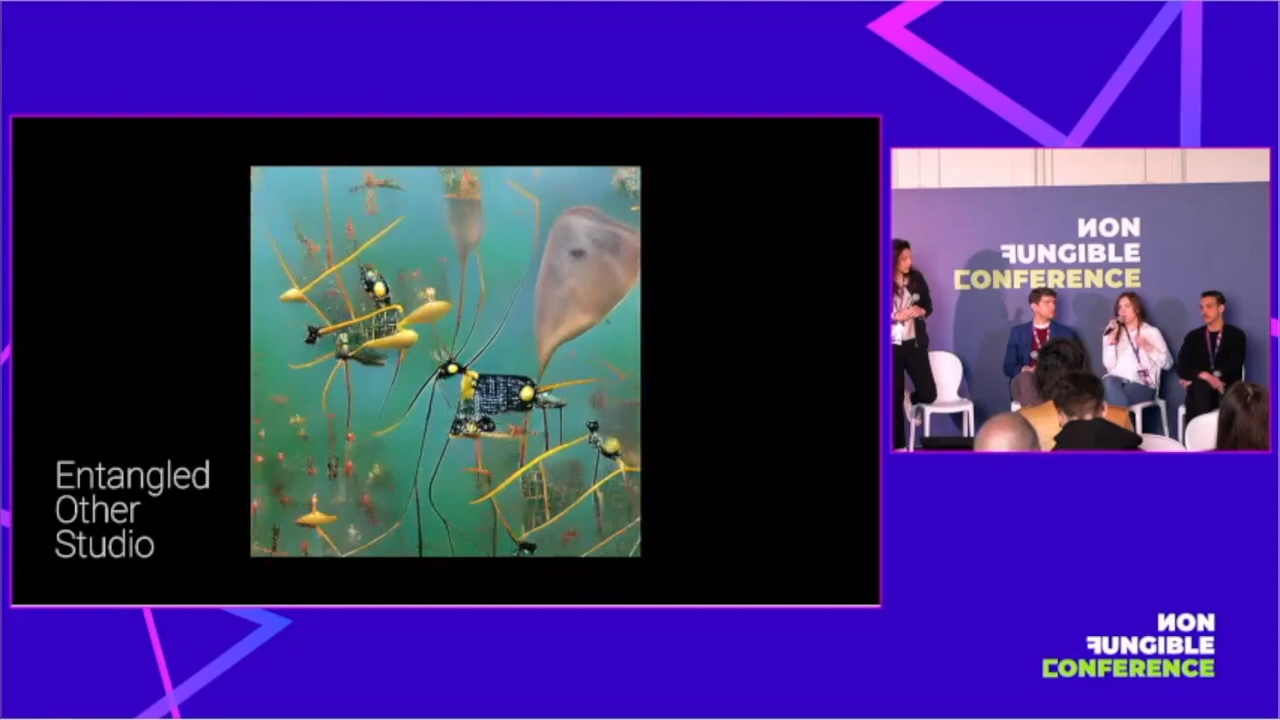 Entangled
Other
Studio
NON
FUNGIBLE
CONFERENCE
NON
FUNGIBLE
CONFERENCE